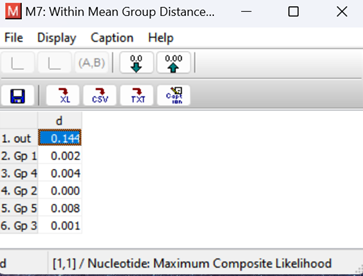 M M7: Within Mean Group Distance...
File Display Caption Help
(A,B) 0.0 0.00
XL CSV TXT Capt ion
d
1. out 0.144
2. Gp 1 0.002
3. Gp 4 0.004
4. Gp 2 0.000
5. Gp 5 0.008
6. Gp 3 0.001
d [1,1] / Nucleotide: Maximum Composite Likelihood